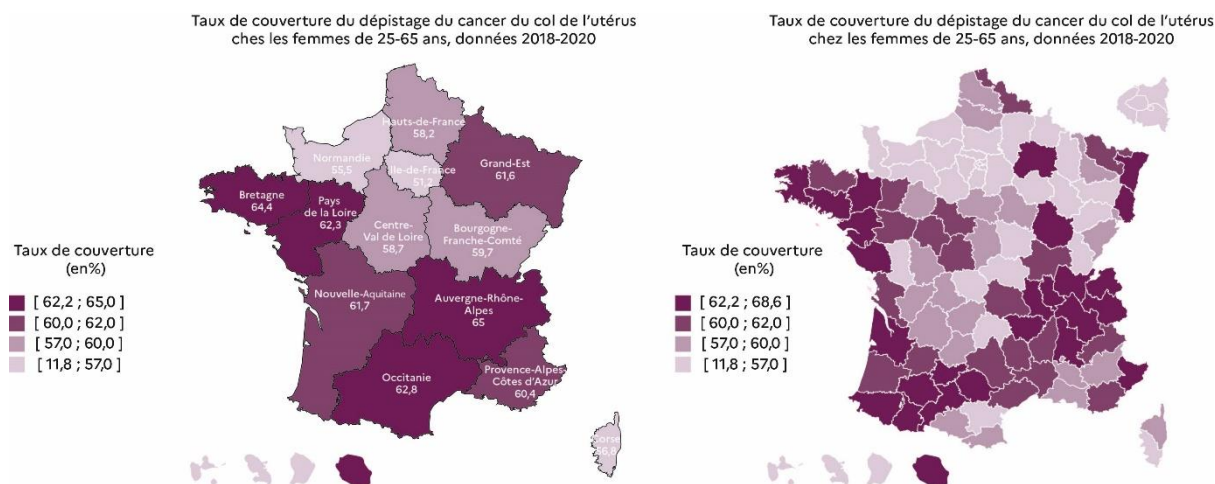 Taux de couverture du dépistage du cancer du col de l'utérus
ches les femmes de 25-65 ans, données 2018-2020
Hauts-de-France
58,2
Normandie
55,5
Île-de-France
51,2
Grand-Est
61,6
Bretagne
64,4
Pays
de la Loire
62,3
Centre-
Val de Loire
58,7
Bourgogne-
Franche-Comté
59,7
Nouvelle-Aquitaine
61,7
Auvergne-Rhône-
Alpes
65
Occitanie
62,8
Provence-Alpes-
Côtes d'Azur
60,4
Corse
Taux de couverture
(en%)
[ 62,2 ; 65,0 ]
[ 60,0 ; 62,0 ]
[ 57,0 ; 60,0 ]
[ 11,8 ; 57,0 ]
Taux de couverture du dépistage du cancer du col de l'utérus
chez les femmes de 25-65 ans, données 2018-2020
Taux de couverture
(en%)
[ 62,2 ; 68,6 ]
[ 60,0 ; 62,0 ]
[ 57,0 ; 60,0 ]
[ 11,8 ; 57,0 ]